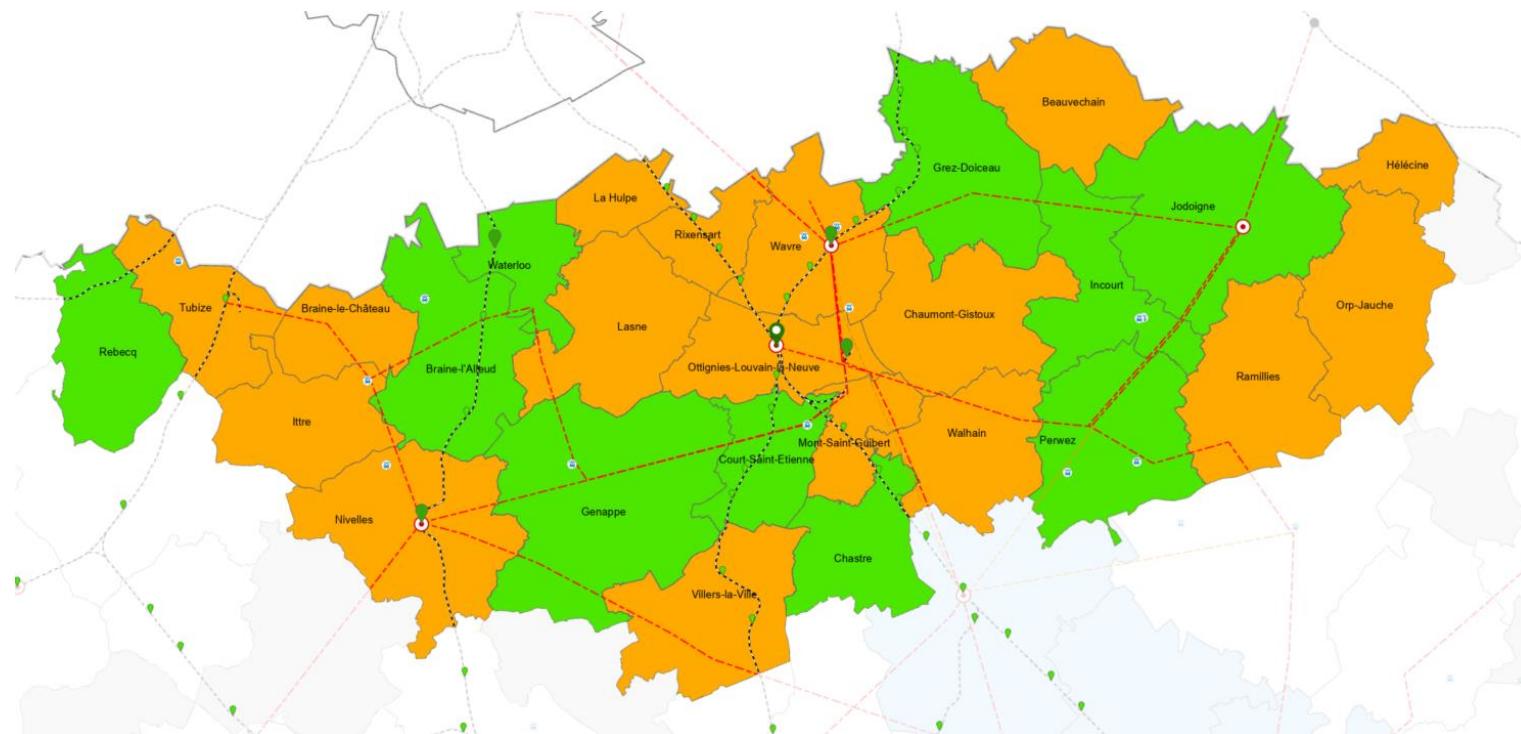 Beauvechain
Hélécine
Grez-Doiceau
La Hulpe
Jodoigne
Rixensart
Wavre
Waterloo
Incourt
Orp-Jauche
Tubize
Braine-le-Château
Chaumont-Gistoux
Lasne
Rebecq
Braine-l'Alleud
Ottignies-Louvain-la-Neuve
Ramillies
Ittre
Walhain
Perwez
Mont-Saint-Guibert
Court-Saint-Etienne
Genappe
Nivelles
Chastre
Villers-la-Ville